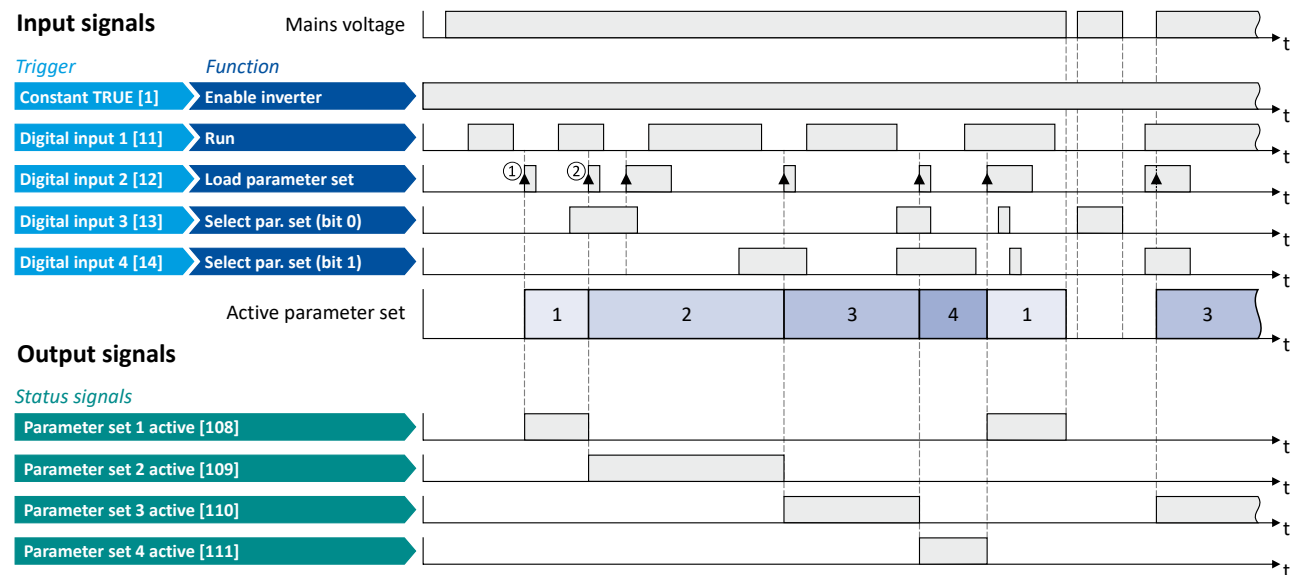 Input signals
Mains voltage
t
Trigger Function
Constant TRUE [1] Enable inverter
t
Digital input 1 [11] Run
t
Digital input 2 [12] Load parameter set
① ②
t
Digital input 3 [13] Select par. set (bit 0)
t
Digital input 4 [14] Select par. set (bit 1)
t
Active parameter set
1 2 3 4 1 3
t
Output signals
Status signals
Parameter set 1 active [108]
t
Parameter set 2 active [109]
t
Parameter set 3 active [110]
t
Parameter set 4 active [111]
t